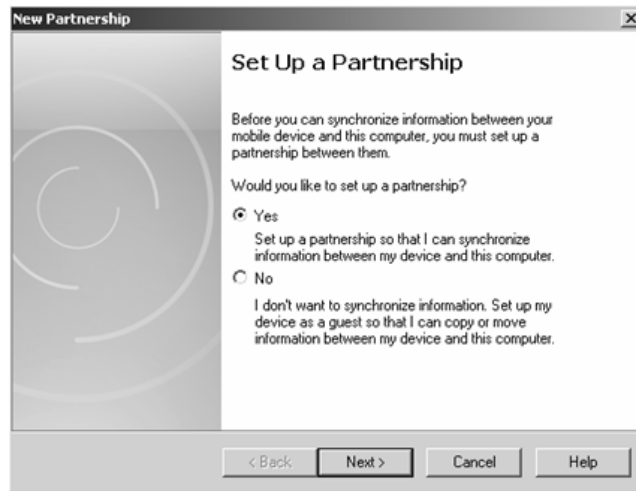 New Partnership
Set Up a Partnership
Before you can synchronize information between your
mobile device and this computer, you must set up a
partnership between them.
Would you like to set up a partnership?
Yes
Set up a partnership so that I can synchronize
information between my device and this computer.
No
I don't want to synchronize information. Set up my
device as a guest so that I can copy or move
information between my device and this computer.
< Back Next > Cancel Help